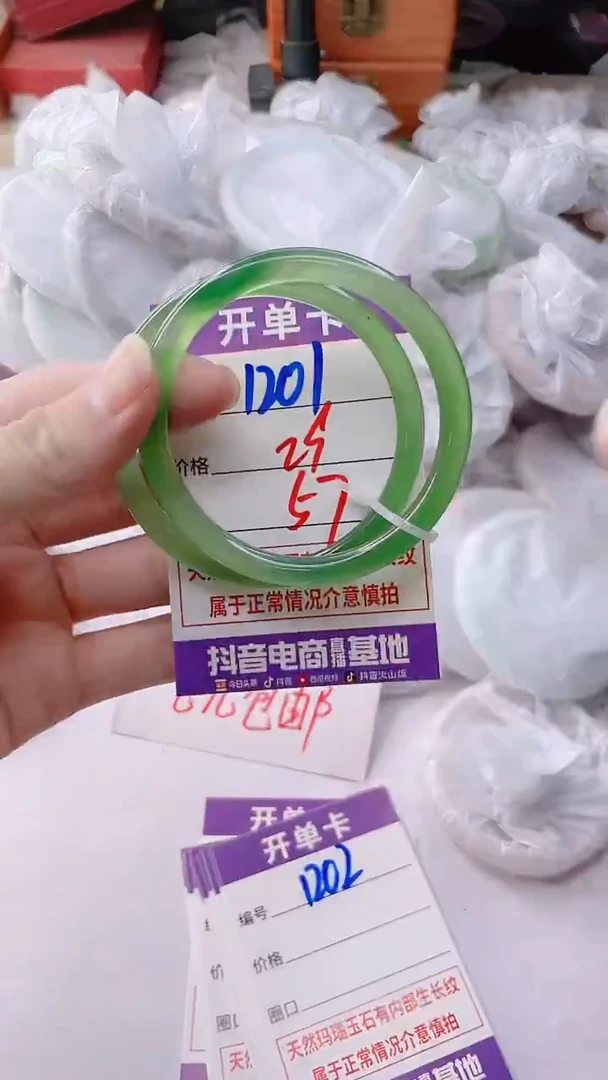 开单卡
1201
价格 25
51
属于正常情况介意慎拍
抖音电商直播基地
今日头条 抖音 西瓜视频 抖音火山版
元包邮
开单
开单卡
编号 1202
价格
圈口
天然玛瑙玉石有内部生长纹
属于正常情况介意慎拍
基地